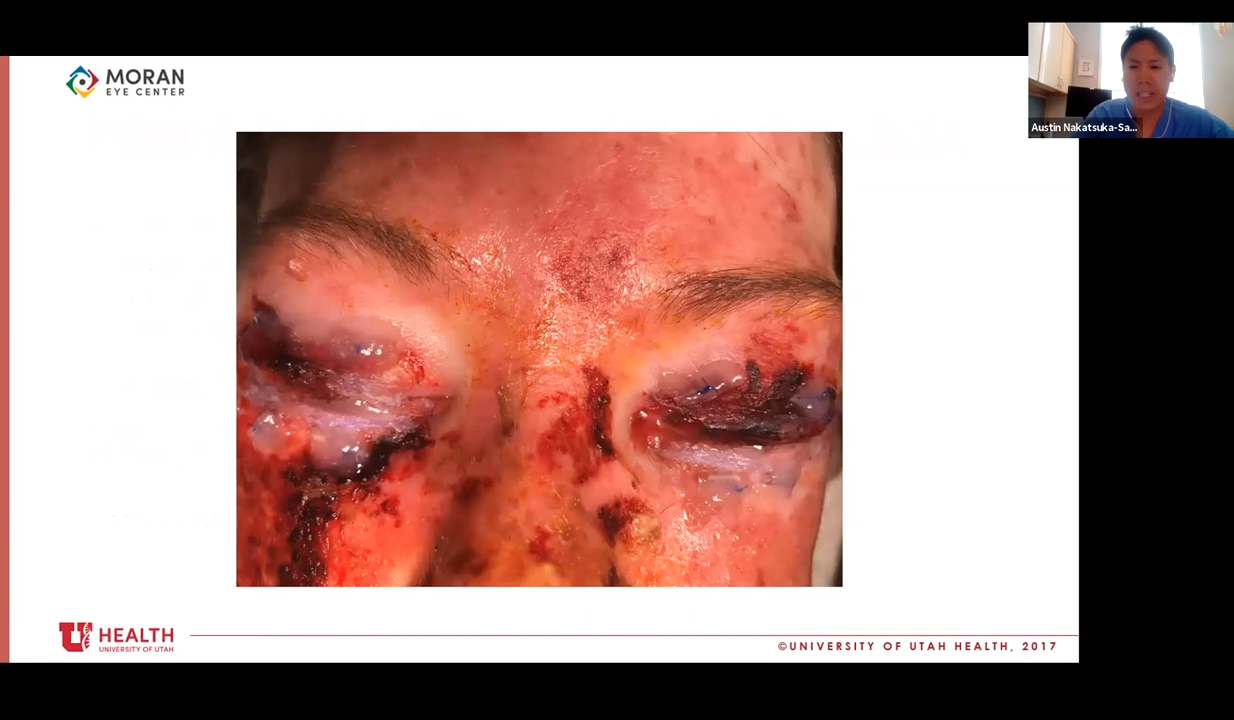 MORAN
EYE CENTER
Austin Nakatsuka-Sa...
HEALTH
UNIVERSITY OF UTAH
©UNIVERSITY OF UTAH HEALTH, 2017